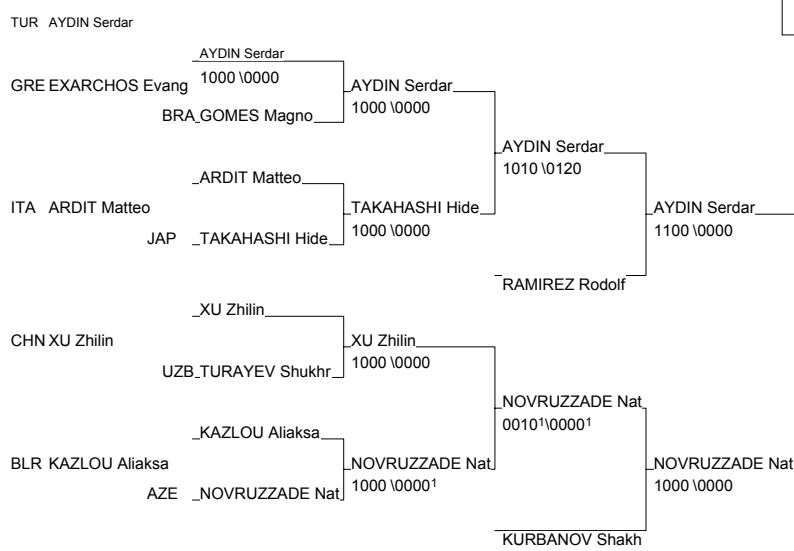 TUR AYDIN Serdar
AYDIN Serdar
1000 \0000
GRE EXARCHOS Evang
AYDIN Serdar
1000 \0000
BRA GOMES Magno
AYDIN Serdar
1010 \0120
ARDIT Matteo
ITA ARDIT Matteo
TAKAHASHI Hide
1000 \0000
AYDIN Serdar
1100 \0000
JAP TAKAHASHI Hide
RAMIREZ Rodolf
XU Zhilin
CHN XU Zhilin
XU Zhilin
1000 \0000
UZB TURAYEV Shukhr
NOVRUZZADE Nat
0010¹\0000¹
KAZLOU Aliaksa
BLR KAZLOU Aliaksa
NOVRUZZADE Nat
1000 \0000¹
NOVRUZZADE Nat
1000 \0000
AZE NOVRUZZADE Nat
KURBANOV Shakh